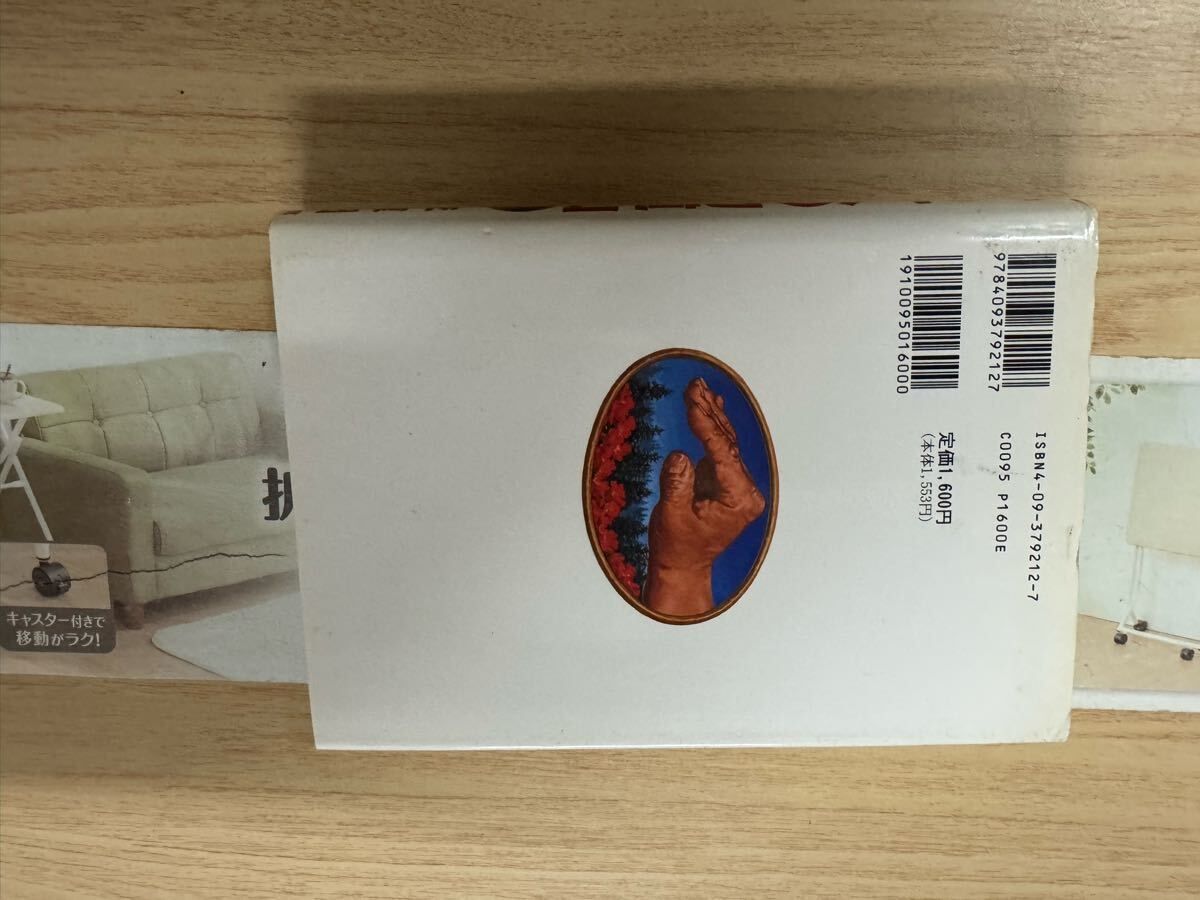 9784093792127
1910095016000
ISBN4-09-379212-7
C0095 P1600E
定価1,600円
(本体1,553円)
キャスター付きで
移動がラク!
折